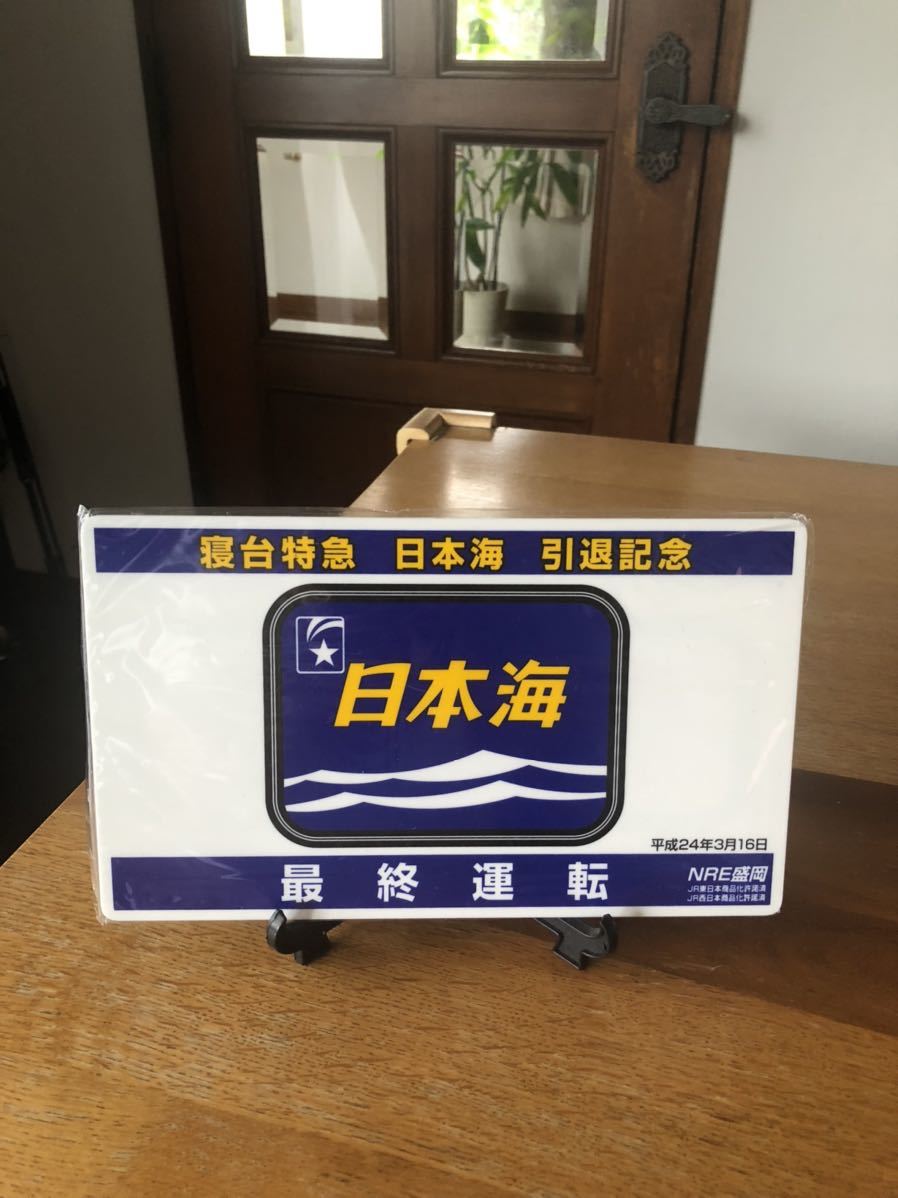 寝台特急 日本海 引退記念
日本海
平成24年3月16日
最終運転
NRE盛岡
JR東日本商品化許諾済
JR西日本商品化許諾済